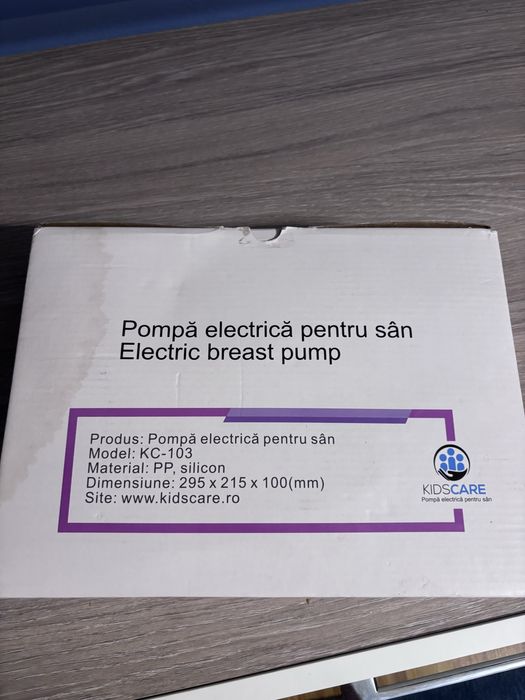 Pompă electrică pentru sân
Electric breast pump
Produs: Pompă electrică pentru sân
Model: KC-103
Material: PP, silicon
Dimensiune: 295 x 215 x 100(mm)
Site: www.kidscare.ro
KIDSCARE
Pompă electrică pentru sân